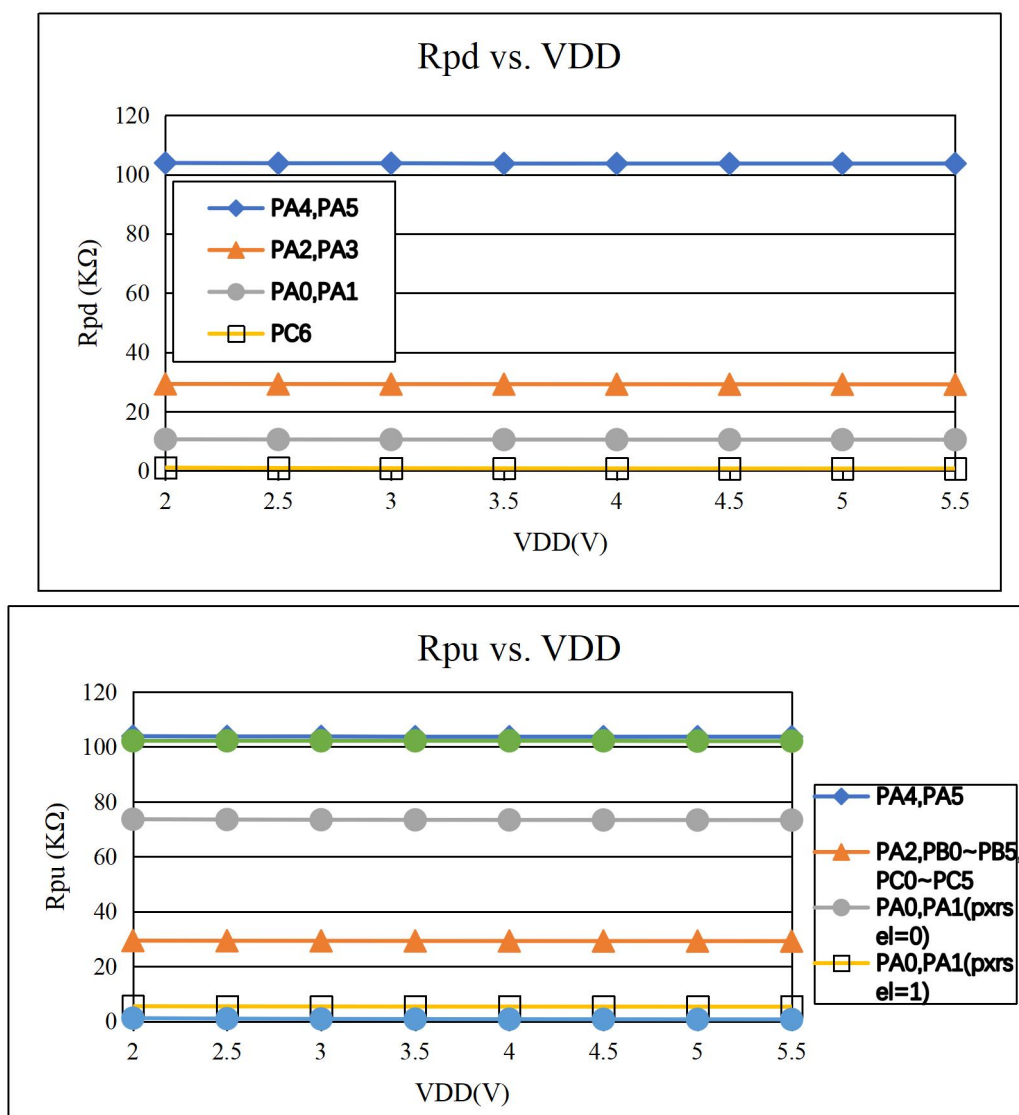 Rpd vs. VDD
120
100
80
60
40
20
0
Rpd (KΩ)
PA4,PA5
PA2,PA3
PA0,PA1
PC6
2 2.5 3 3.5 4 4.5 5 5.5
VDD(V)
Rpu vs. VDD
120
100
80
60
40
20
0
Rpu (KΩ)
2 2.5 3 3.5 4 4.5 5 5.5
VDD(V)
PA4,PA5
PA2,PB0~PB5,
PC0~PC5
PA0,PA1(pxrs
el=0)
PA0,PA1(pxrs
el=1)